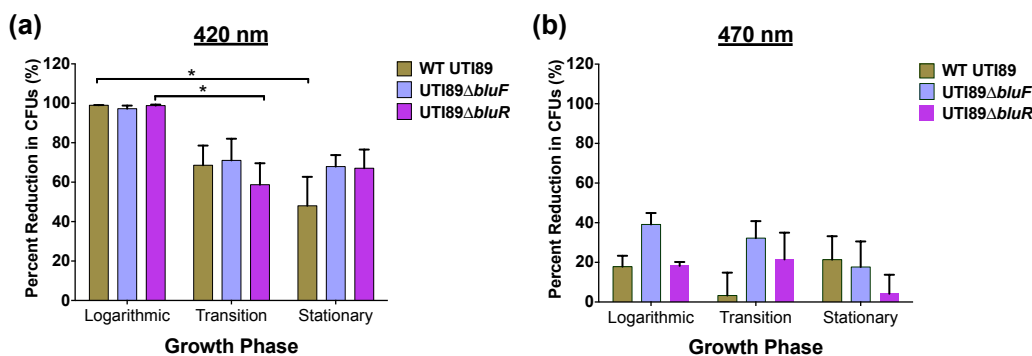 (a)
420 nm
Percent Reduction in CFUs (%)
120
100
80
60
40
20
0
*
*
WT UTI89
UTI89ΔbluF
UTI89ΔbluR
Logarithmic Transition Stationary
Growth Phase
(b)
470 nm
Percent Reduction in CFUs (%)
120
100
80
60
40
20
0
WT UTI89
UTI89ΔbluF
UTI89ΔbluR
Logarithmic Transition Stationary
Growth Phase